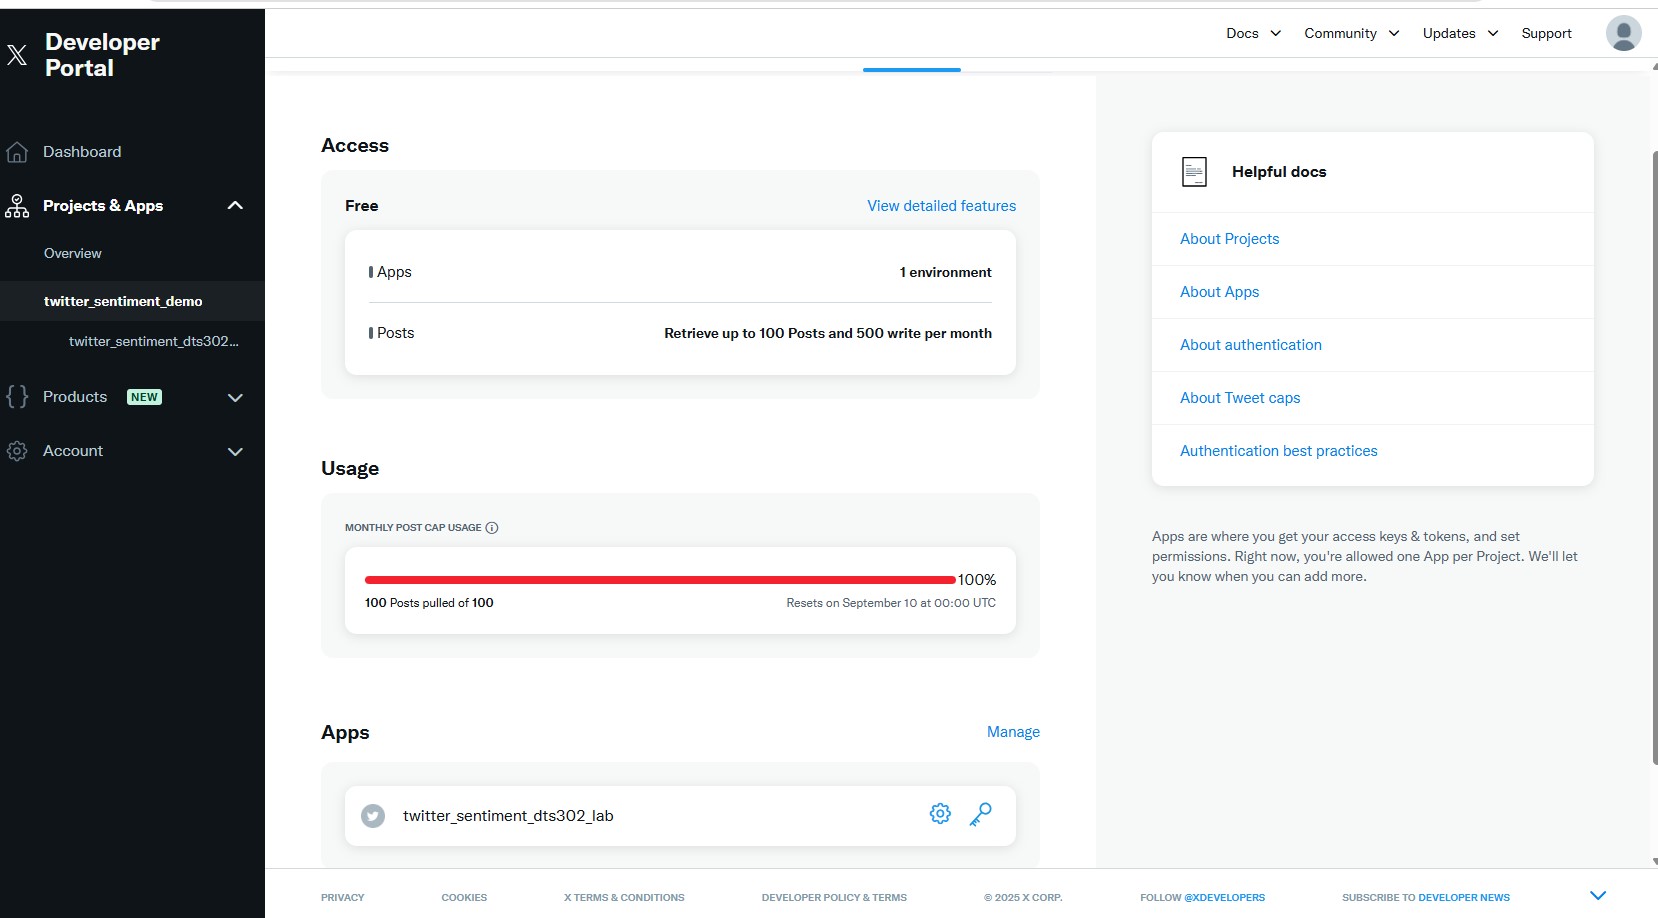 Developer
Portal
Docs
Community
Updates
Support
Dashboard
Projects & Apps
Overview
twitter_sentiment_demo
twitter_sentiment_dts302...
Products NEW
Account
Access
Free
View detailed features
Apps
1 environment
Posts
Retrieve up to 100 Posts and 500 write per month
Usage
MONTHLY POST CAP USAGE
100%
100 Posts pulled of 100
Resets on September 10 at 00:00 UTC
Apps
Manage
twitter_sentiment_dts302_lab
Helpful docs
About Projects
About Apps
About authentication
About Tweet caps
Authentication best practices
Apps are where you get your access keys & tokens, and set
permissions. Right now, you're allowed one App per Project. We'll let
you know when you can add more.
PRIVACY
COOKIES
X TERMS & CONDITIONS
DEVELOPER POLICY & TERMS
© 2025 X CORP.
FOLLOW @XDEVELOPERS
SUBSCRIBE TO DEVELOPER NEWS